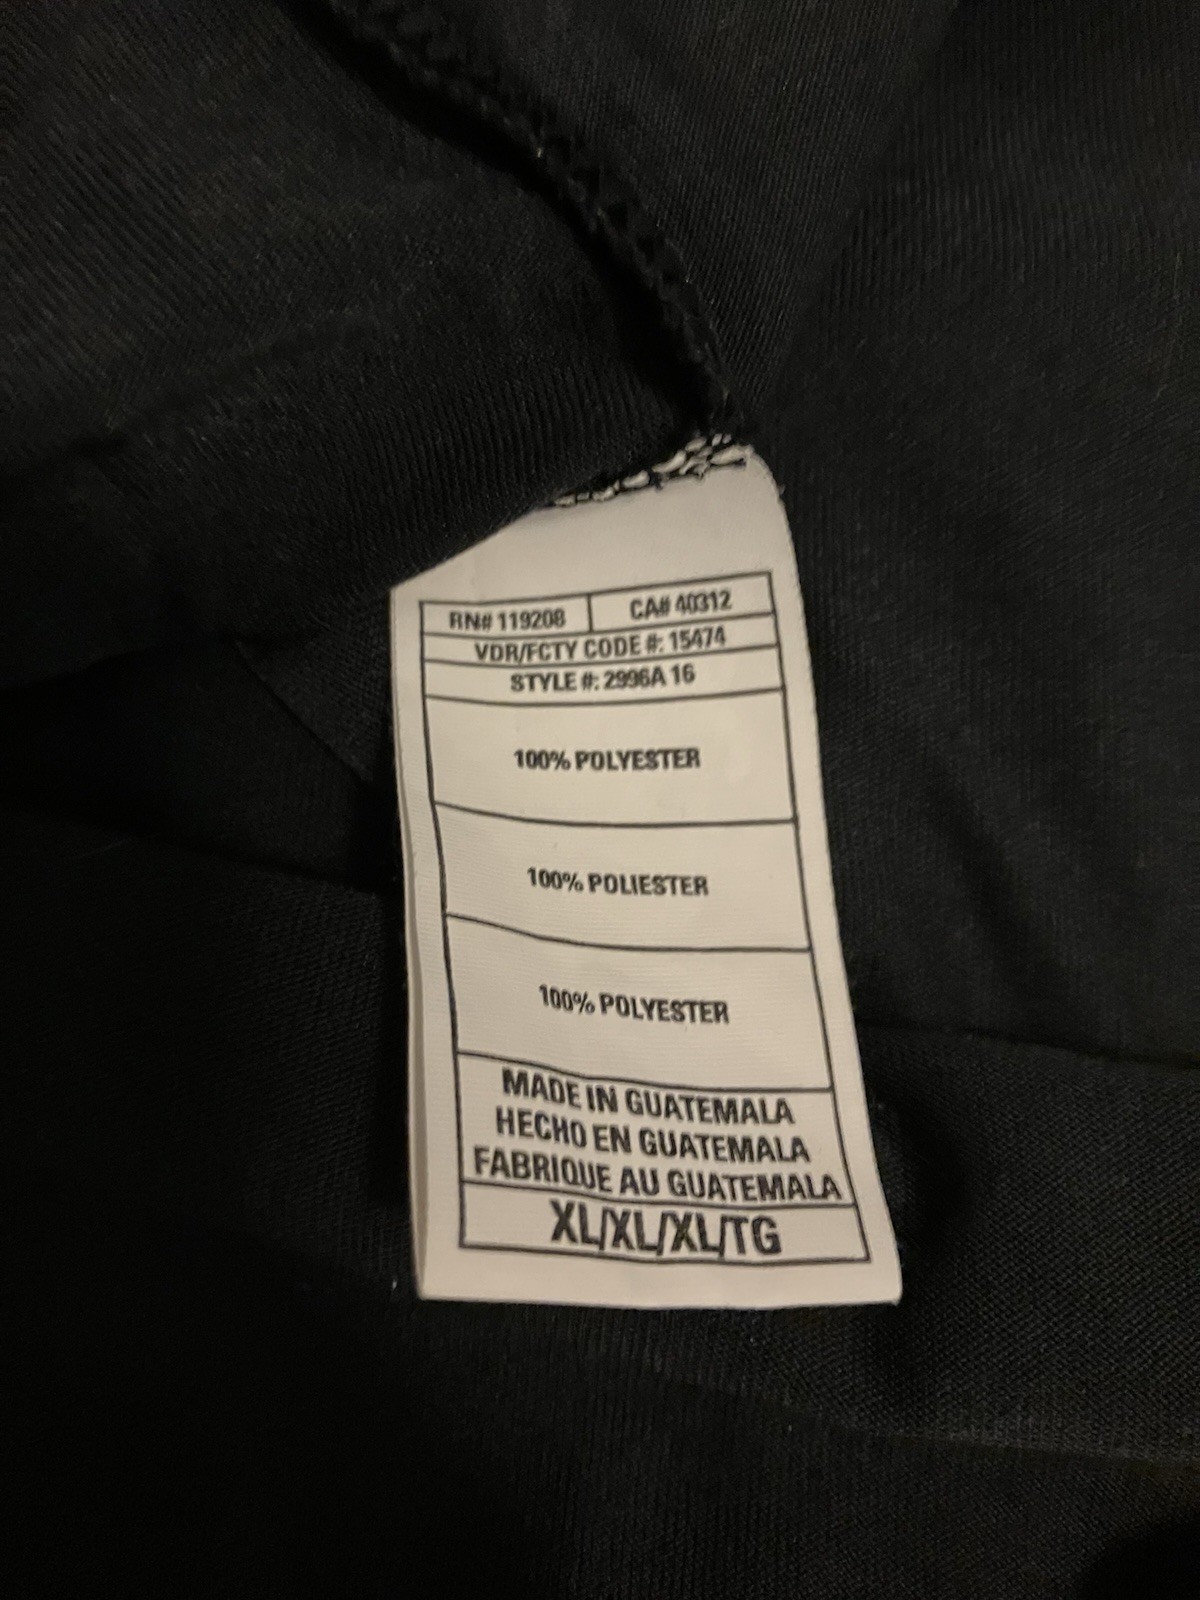 RN# 119208 CA# 40312
VDR/FCTY CODE #: 15474
STYLE #: 2996A 16
100% POLYESTER
100% POLIESTER
100% POLYESTER
MADE IN GUATEMALA
HECHO EN GUATEMALA
FABRIQUE AU GUATEMALA
XL/XL/XL/TG